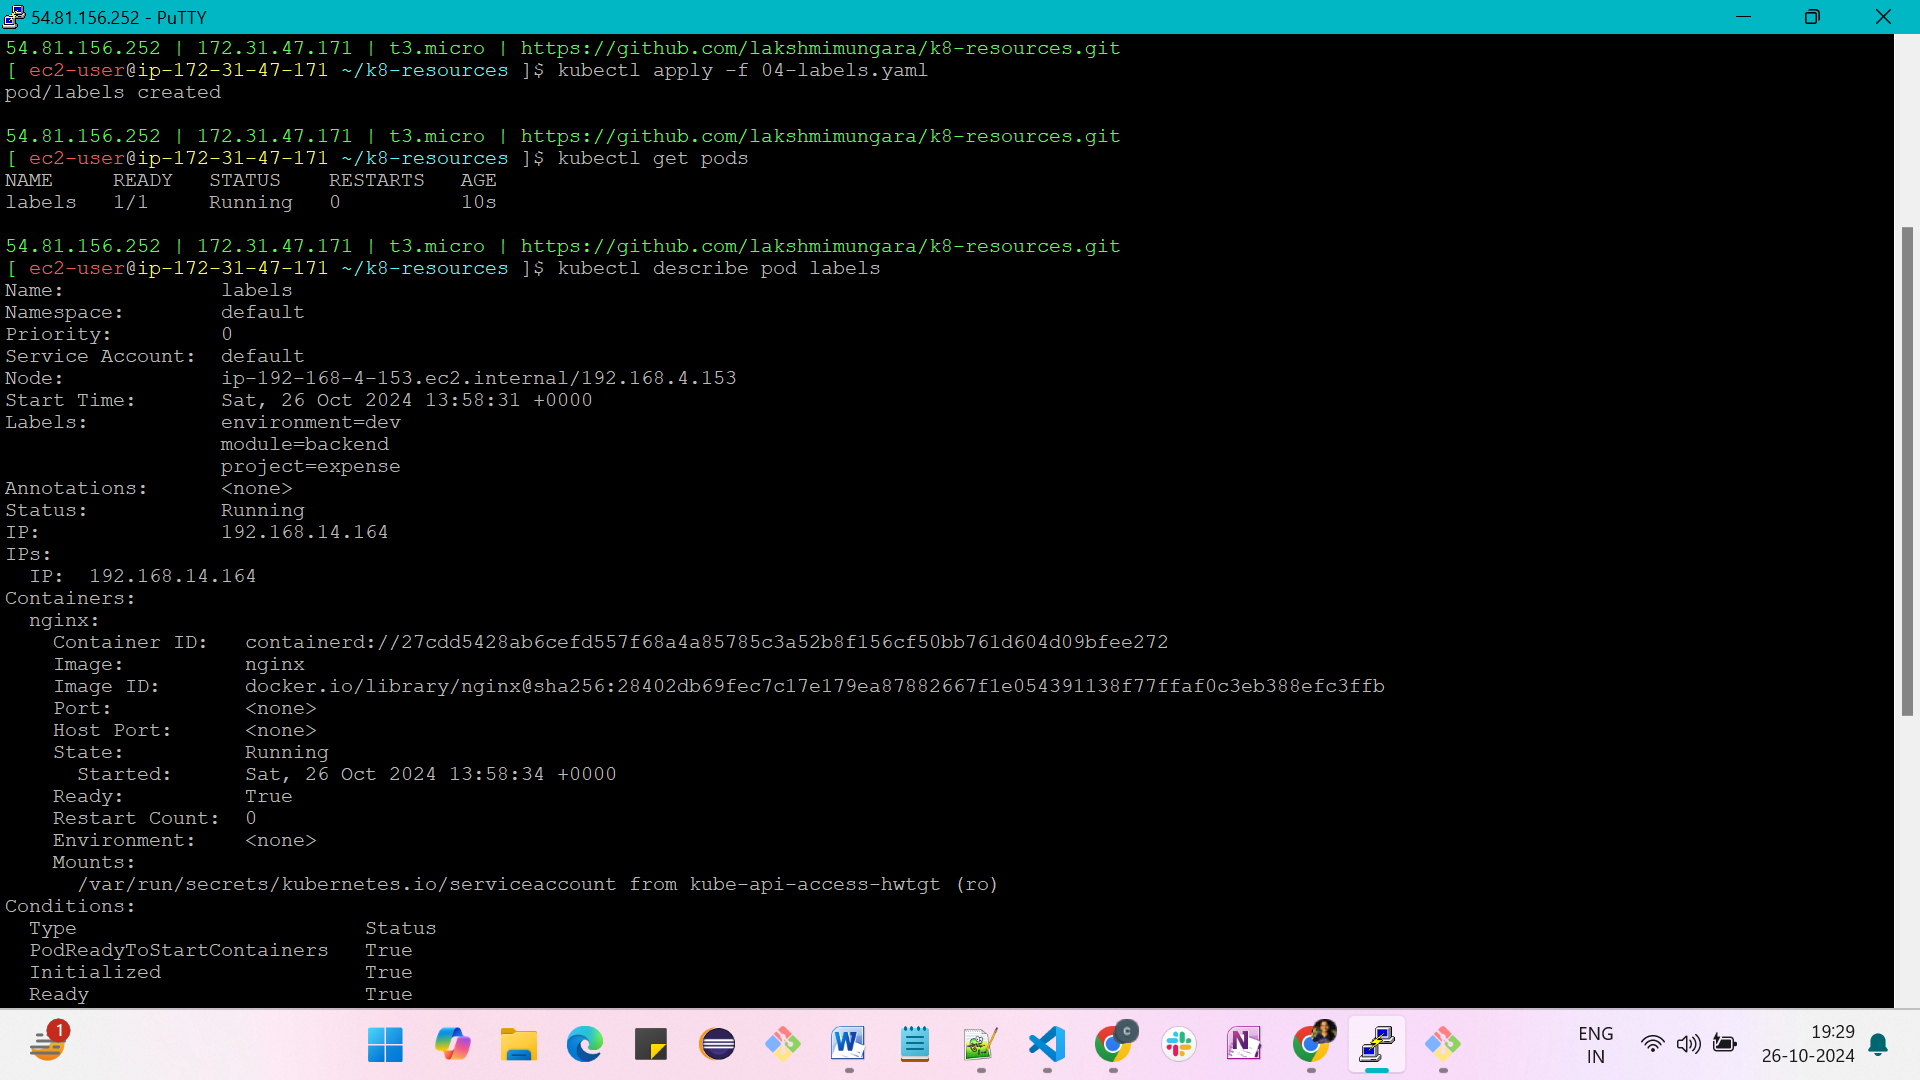 54.81.156.252 - PuTTY
54.81.156.252 | 172.31.47.171 | t3.micro | https://github.com/lakshmimungara/k8-resources.git
[ ec2-user@ip-172-31-47-171 ~/k8-resources ]$ kubectl apply -f 04-labels.yaml
pod/labels created
54.81.156.252 | 172.31.47.171 | t3.micro | https://github.com/lakshmimungara/k8-resources.git
[ ec2-user@ip-172-31-47-171 ~/k8-resources ]$ kubectl get pods
NAME     READY   STATUS    RESTARTS   AGE
labels   1/1     Running   0          10s
54.81.156.252 | 172.31.47.171 | t3.micro | https://github.com/lakshmimungara/k8-resources.git
[ ec2-user@ip-172-31-47-171 ~/k8-resources ]$ kubectl describe pod labels
Name:             labels
Namespace:        default
Priority:         0
Service Account:  default
Node:             ip-192-168-4-153.ec2.internal/192.168.4.153
Start Time:       Sat, 26 Oct 2024 13:58:31 +0000
Labels:           environment=dev
                  module=backend
                  project=expense
Annotations:      <none>
Status:           Running
IP:               192.168.14.164
IPs:
  IP:  192.168.14.164
Containers:
  nginx:
    Container ID:   containerd://27cdd5428ab6cefd557f68a4a85785c3a52b8f156cf50bb761d604d09bfee272
    Image:          nginx
    Image ID:       docker.io/library/nginx@sha256:28402db69fec7c17e179ea87882667f1e054391138f77ffaf0c3eb388efc3ffb
    Port:           <none>
    Host Port:      <none>
    State:          Running
      Started:      Sat, 26 Oct 2024 13:58:34 +0000
    Ready:          True
    Restart Count:  0
    Environment:    <none>
    Mounts:
      /var/run/secrets/kubernetes.io/serviceaccount from kube-api-access-hwtgt (ro)
Conditions:
  Type                        Status
  PodReadyToStartContainers   True
  Initialized                 True
  Ready                       True
1
C
ENG
IN
19:29
26-10-2024